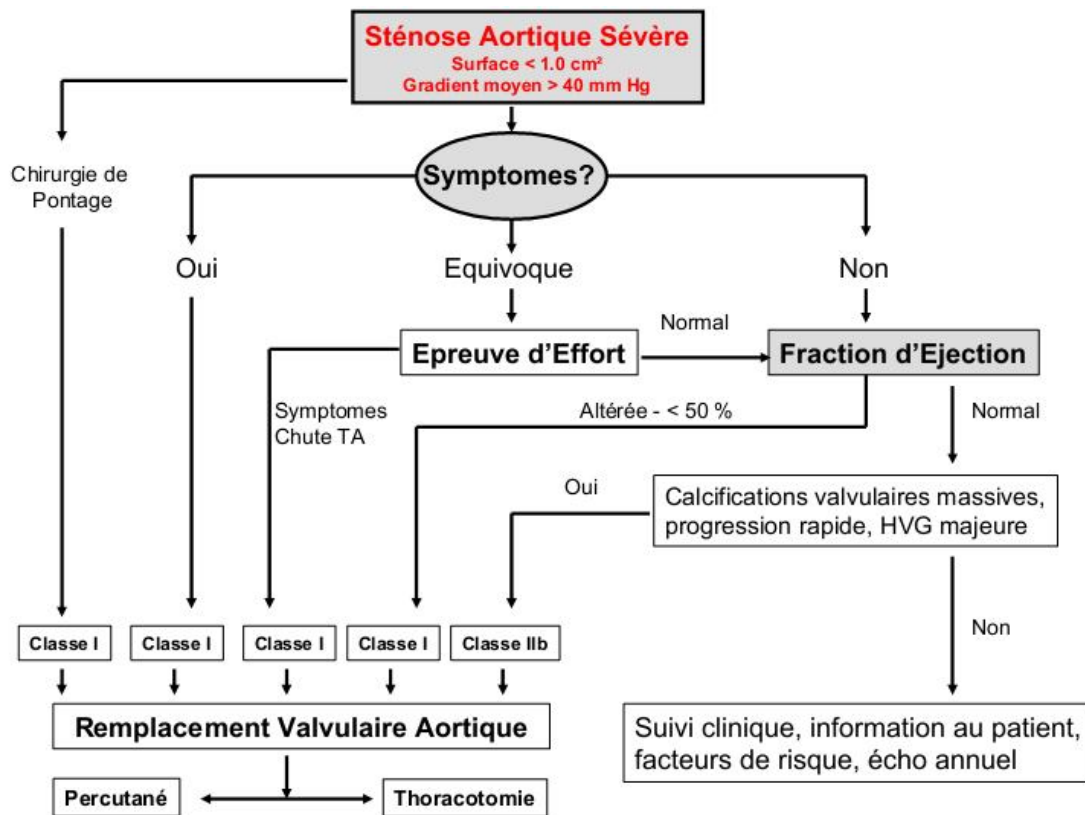 Sténose Aortique Sévère
Surface < 1.0 cm²
Gradient moyen > 40 mm Hg
Symptomes?
Chirurgie de
Pontage
Oui
Equivoque
Non
Epreuve d'Effort
Normal
Fraction d'Ejection
Symptomes
Chute TA
Altérée - < 50 %
Normal
Oui
Calcifications valvulaires massives,
progression rapide, HVG majeure
Non
Classe I
Classe I
Classe I
Classe I
Classe IIb
Remplacement Valvulaire Aortique
Suivi clinique, information au patient,
facteurs de risque, écho annuel
Percutané
Thoracotomie